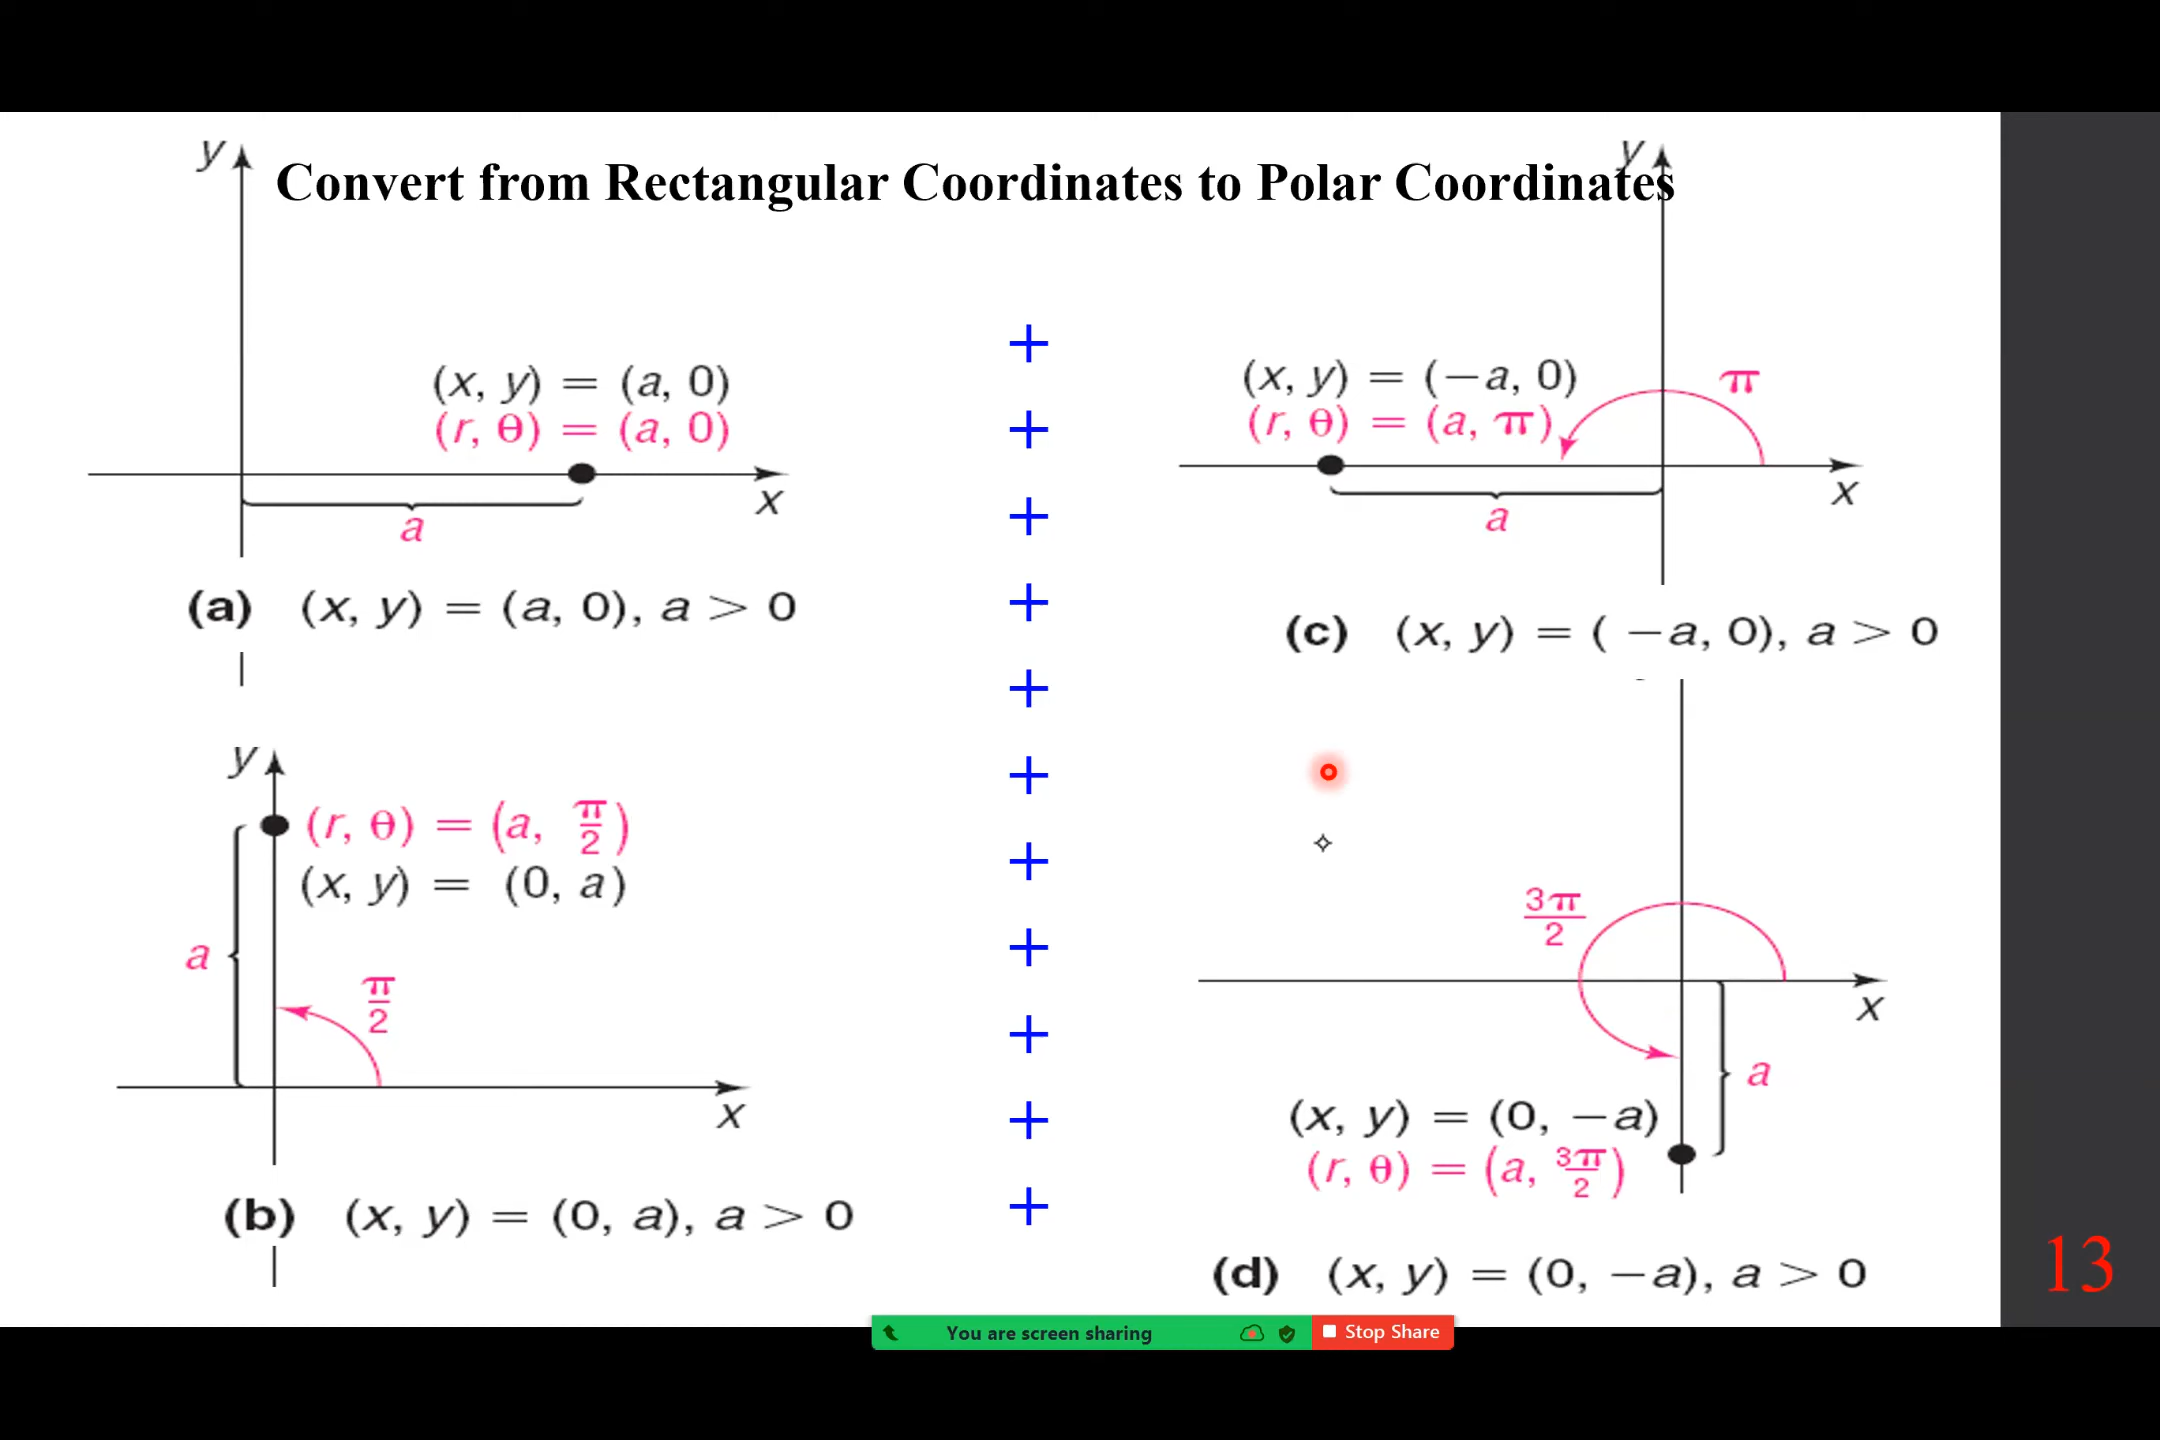 Convert from Rectangular Coordinates to Polar Coordinates
y
(x, y) = (a, 0)
(r, θ) = (a, 0)
x
a
(a) (x, y) = (a, 0), a > 0
y
(r, θ) = (a, π/2)
(x, y) = (0, a)
a
π/2
x
(b) (x, y) = (0, a), a > 0
+
+
+
+
+
+
+
+
+
+
+
y
(x, y) = (−a, 0)
π
(r, θ) = (a, π)
x
a
(c) (x, y) = ( −a, 0), a > 0
3π/2
x
a
(x, y) = (0, −a)
(r, θ) = (a, 3π/2)
(d) (x, y) = (0, −a), a > 0
13
You are screen sharing
Stop Share